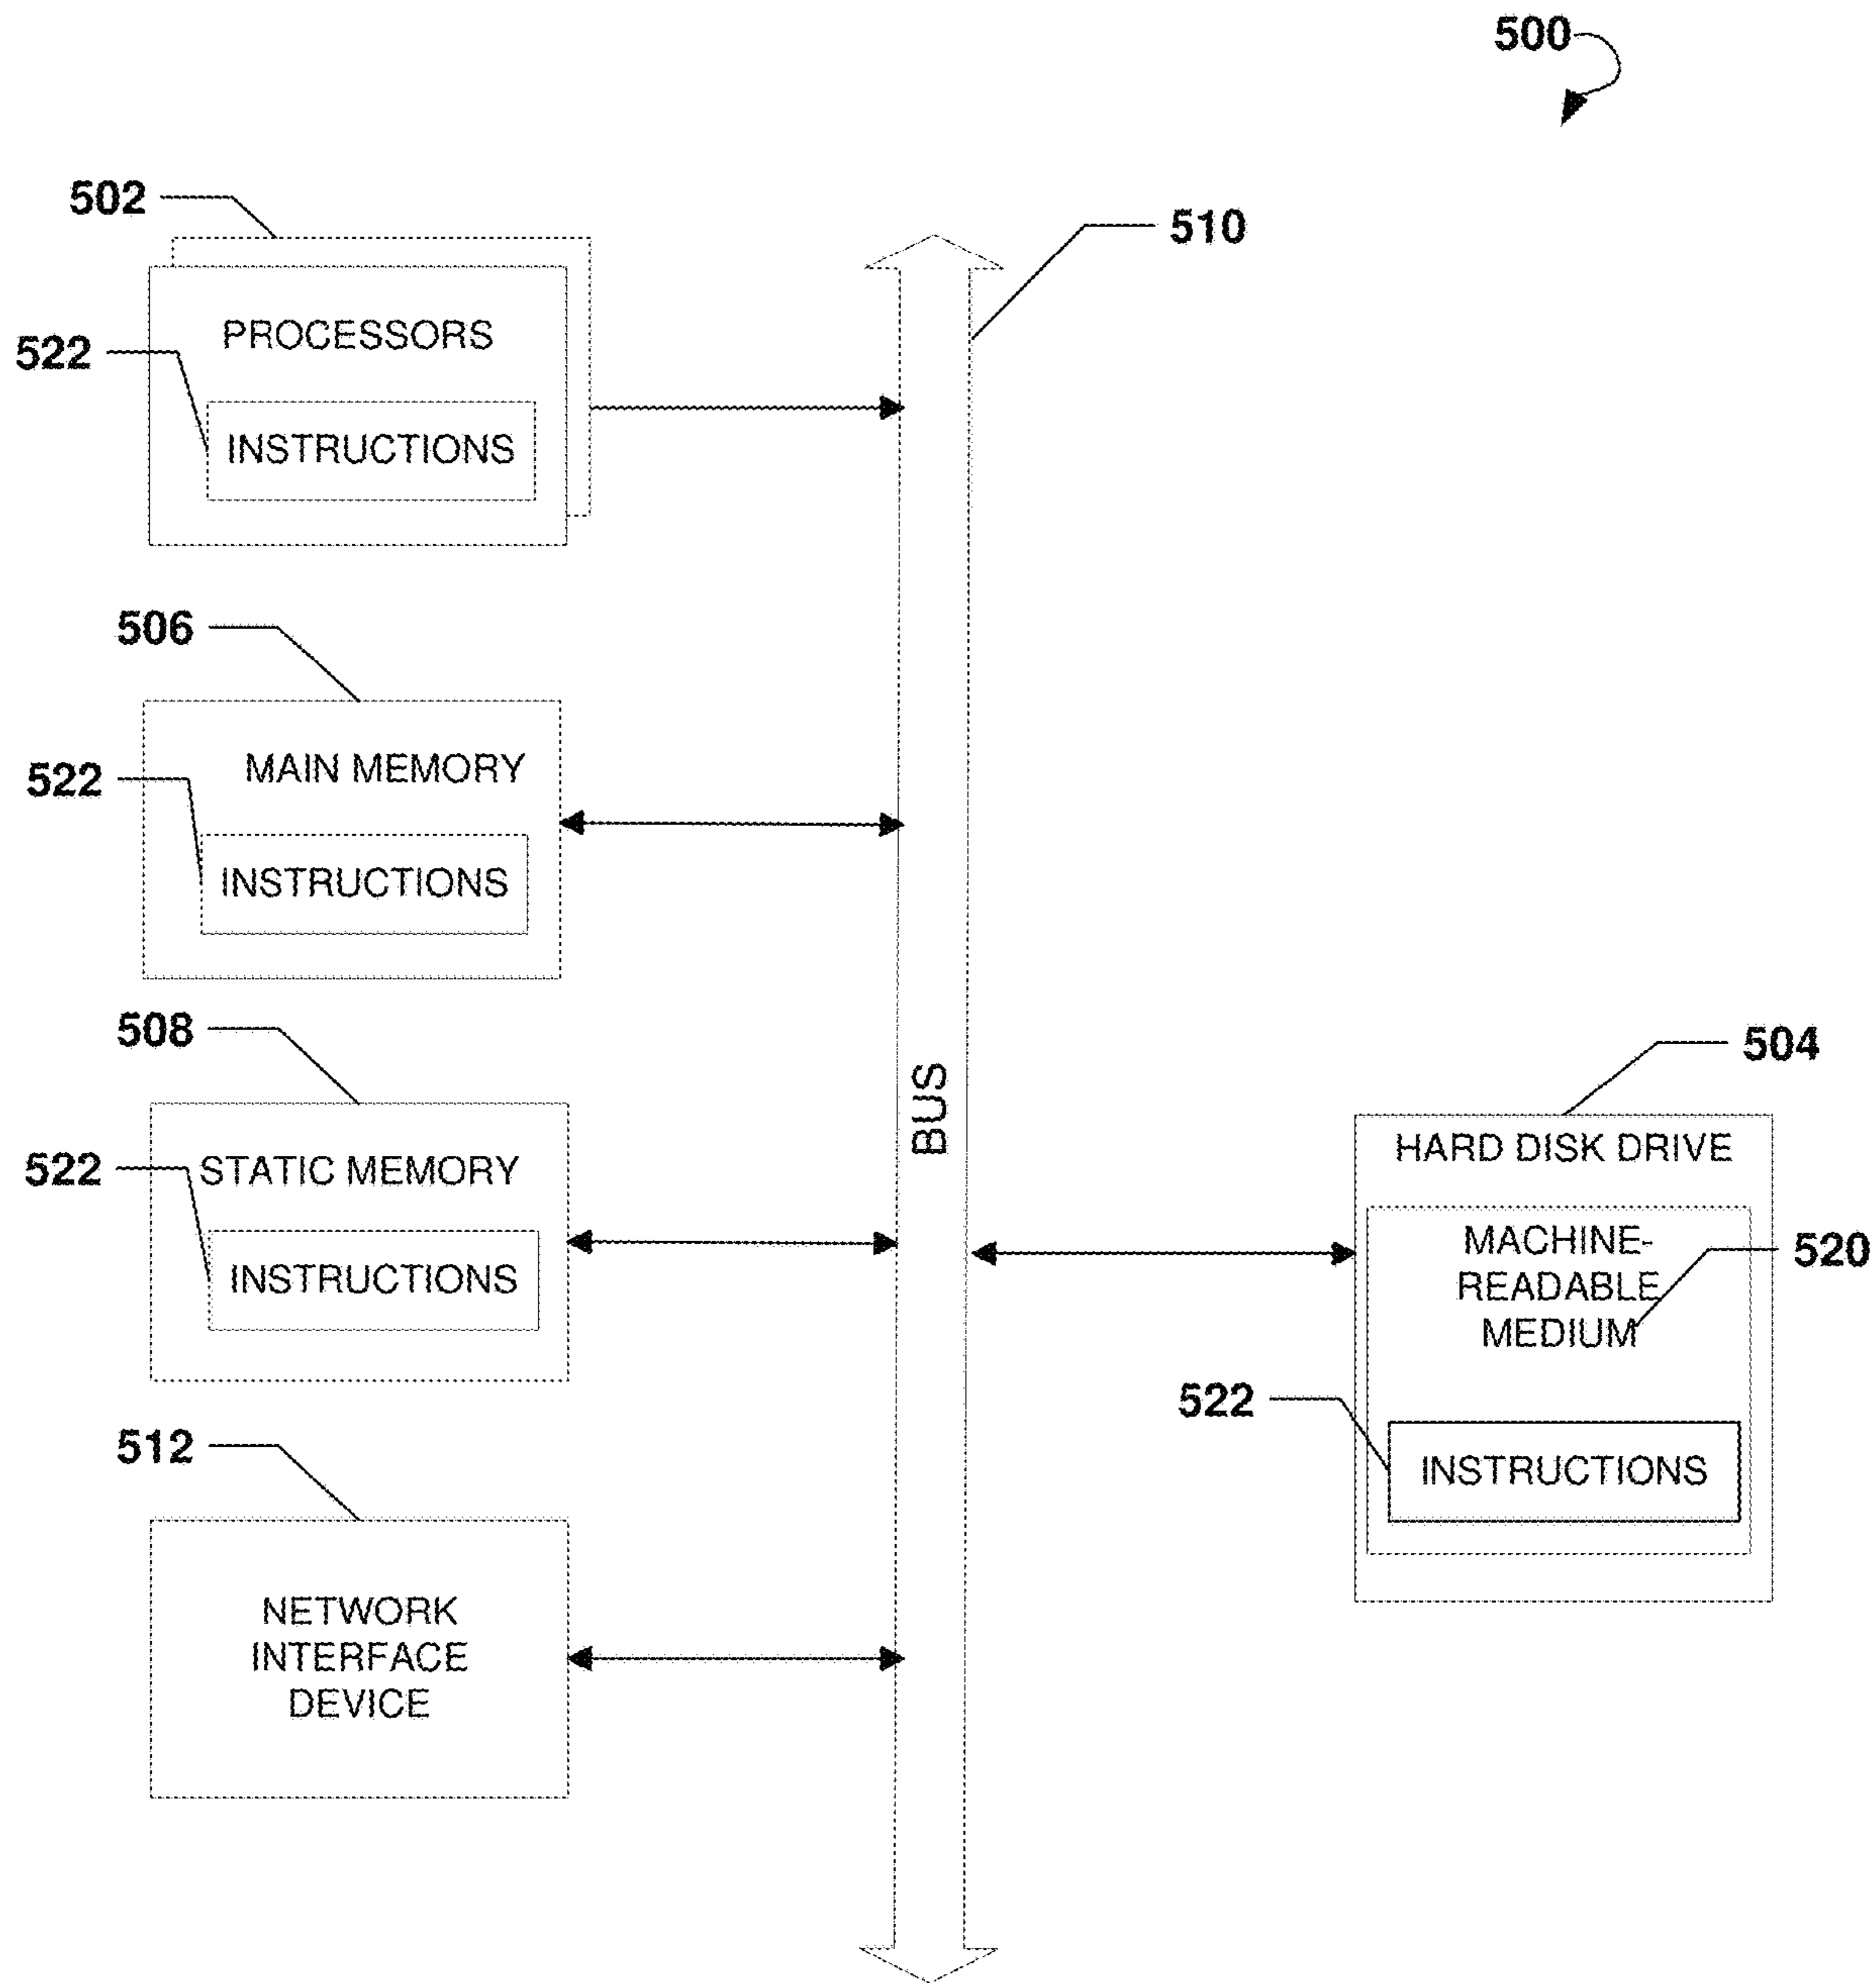 500
502
510
PROCESSORS
522
INSTRUCTIONS
506
MAIN MEMORY
522
INSTRUCTIONS
508
STATIC MEMORY
522
INSTRUCTIONS
BUS
504
HARD DISK DRIVE
MACHINE-
READABLE
MEDIUM
520
522
INSTRUCTIONS
512
NETWORK
INTERFACE
DEVICE